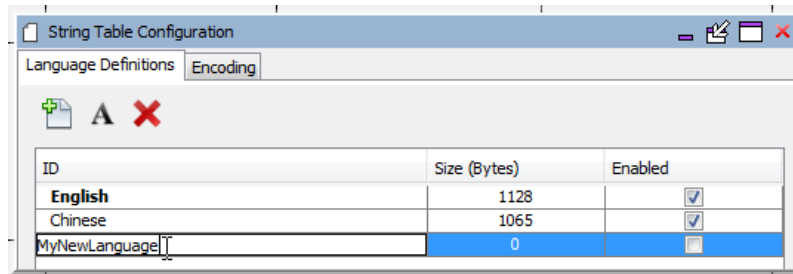 String Table Configuration
Language Definitions Encoding
A
ID Size (Bytes) Enabled
English 1128
Chinese 1065
MyNewLanguage 0